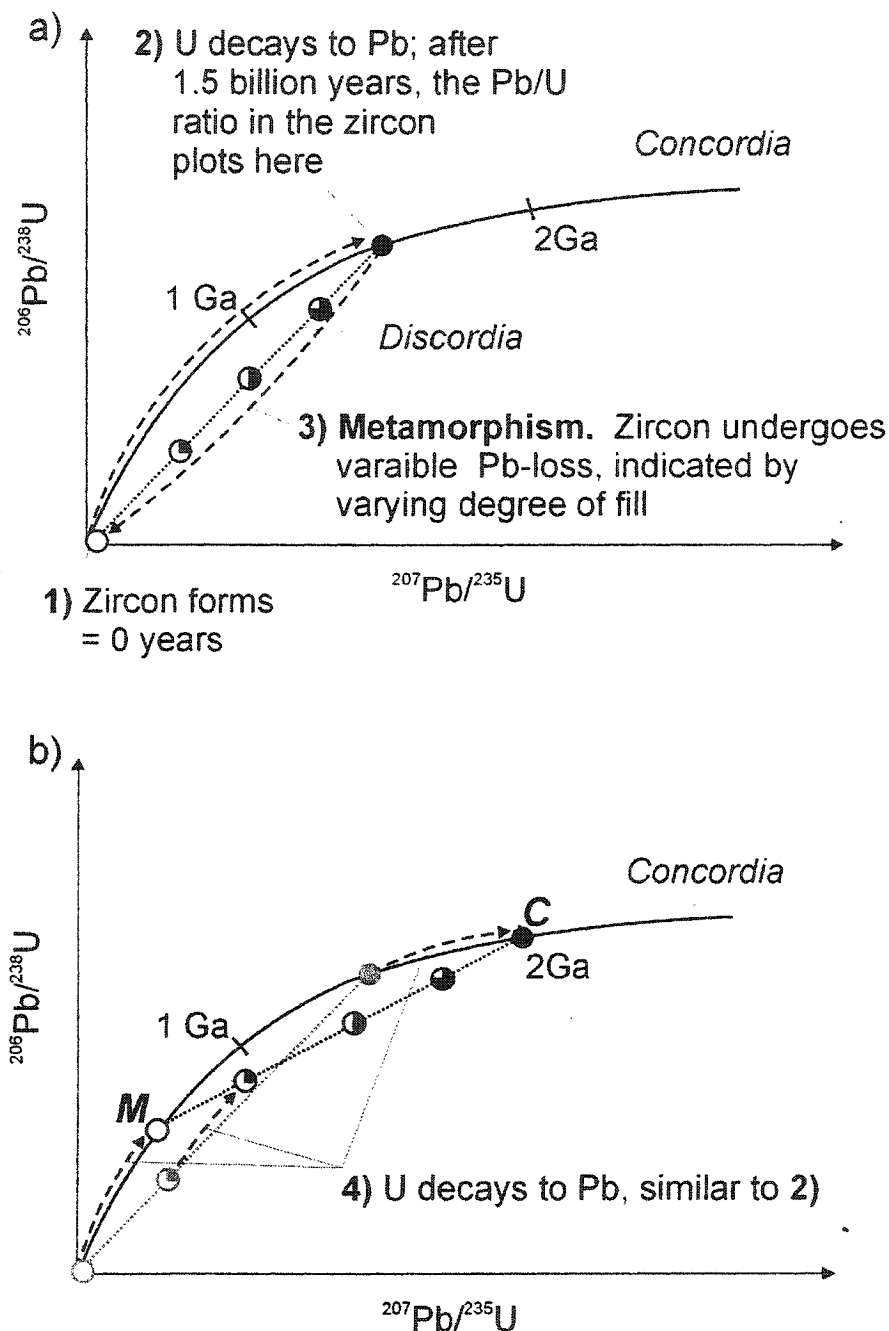 a)
2) U decays to Pb; after
1.5 billion years, the Pb/U
ratio in the zircon
plots here
Concordia
2Ga
1 Ga
Discordia
3) Metamorphism. Zircon undergoes
varaible Pb-loss, indicated by
varying degree of fill
²⁰⁶Pb/²³⁸U
²⁰⁷Pb/²³⁵U
1) Zircon forms
= 0 years
b)
Concordia
C
2Ga
1 Ga
M
4) U decays to Pb, similar to 2)
²⁰⁶Pb/²³⁸U
²⁰⁷Pb/²³⁵U